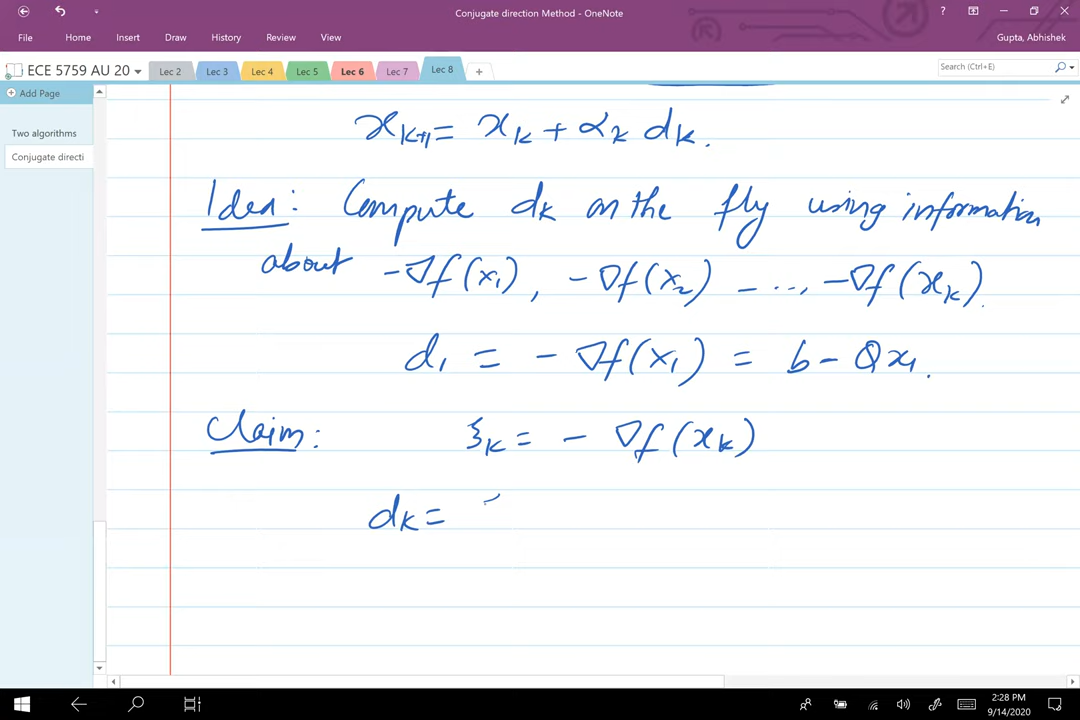 Conjugate direction Method - OneNote
File Home Insert Draw History Review View Gupta, Abhishek
ECE 5759 AU 20 Lec 2 Lec 3 Lec 4 Lec 5 Lec 6 Lec 7 Lec 8 Search (Ctrl+E)
Add Page
Two algorithms
Conjugate directi
x_{k+1} = x_k + α_k d_k.
Idea: Compute d_k on the fly using information
about -∇f(x_1), -∇f(x_2) - ..., -∇f(x_k).
d_1 = -∇f(x_1) = b - Qx_1.
Claim: ξ_k = -∇f(x_k)
d_k =
2:28 PM
9/14/2020